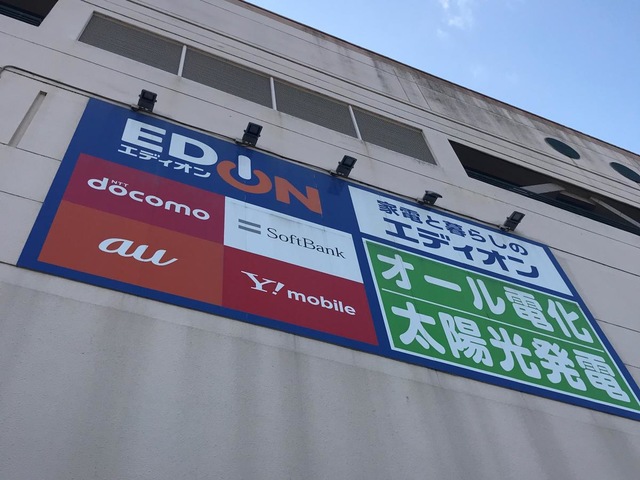 EDION
エディオン
NTT
docomo
SoftBank
au
Y!mobile
家電と暮らしの
エディオン
オール電化
太陽光発電